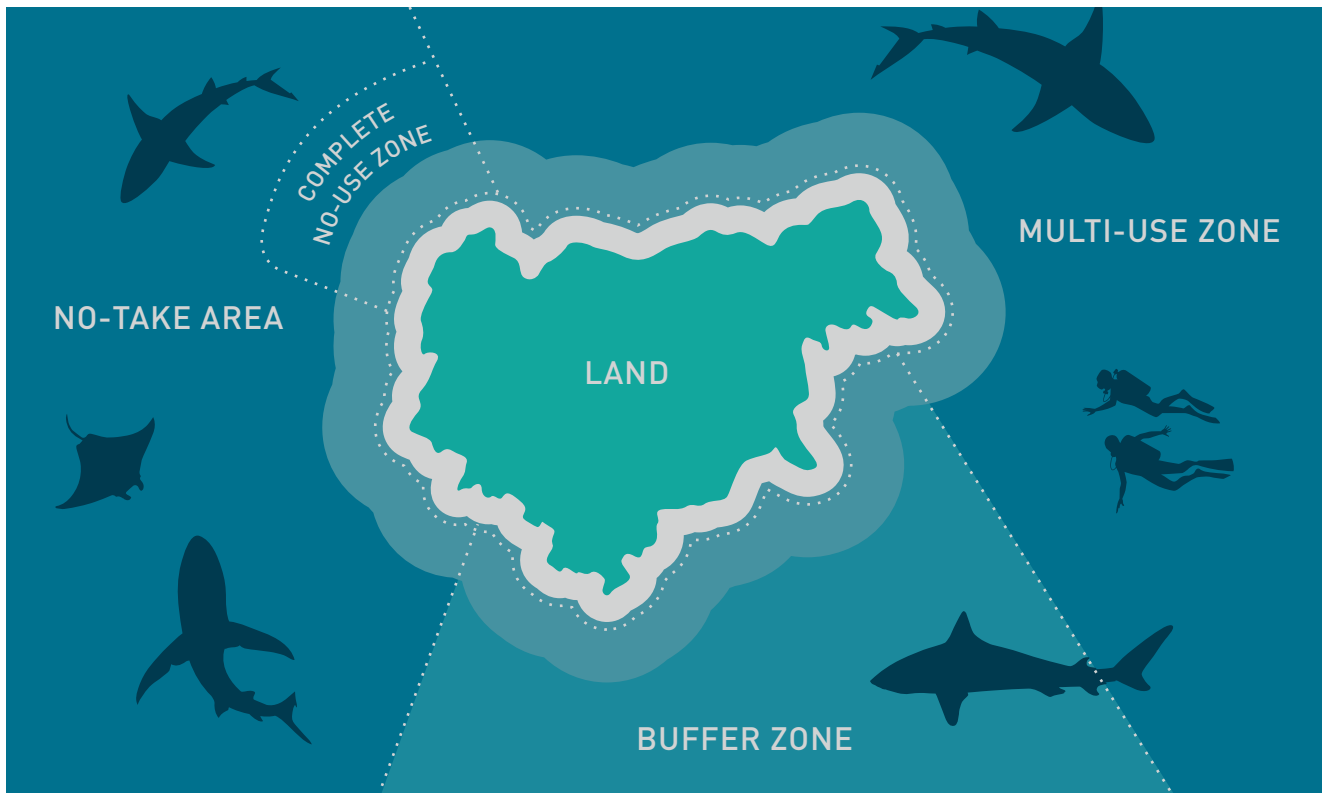 COMPLETE
NO-USE ZONE
MULTI-USE ZONE
NO-TAKE AREA
LAND
BUFFER ZONE